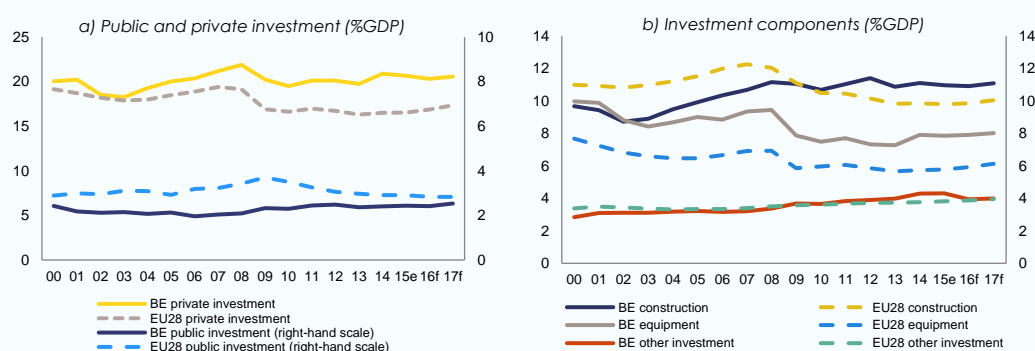 a) Public and private investment (%GDP)
25
20
15
10
5
0
10
8
6
4
2
0
00 01 02 03 04 05 06 07 08 09 10 11 12 13 14 15e 16f 17f
BE private investment
EU28 private investment
BE public investment (right-hand scale)
EU28 public investment (right-hand scale)
b) Investment components (%GDP)
14
12
10
8
6
4
2
0
14
12
10
8
6
4
2
0
00 01 02 03 04 05 06 07 08 09 10 11 12 13 14 15e 16f 17f
BE construction
EU28 construction
BE equipment
EU28 equipment
BE other investment
EU28 other investment